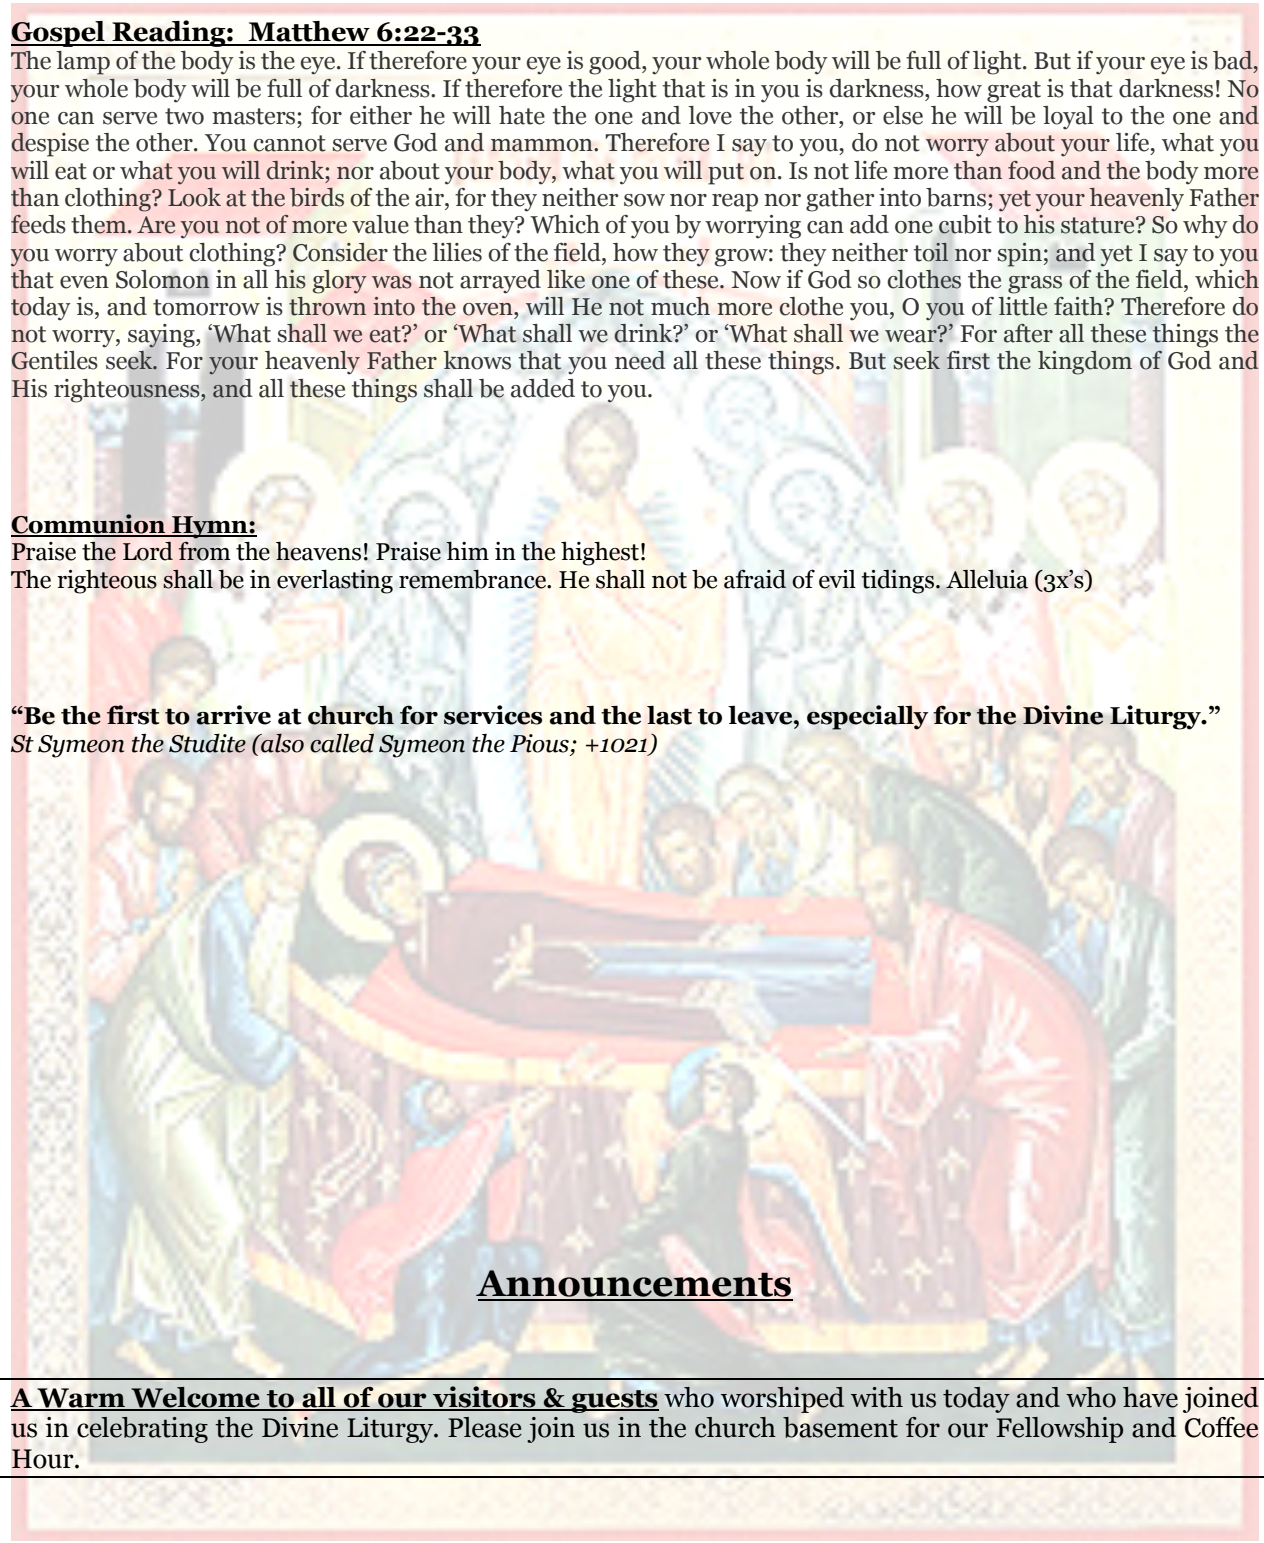 Gospel Reading:  Matthew 6:22-33
The lamp of the body is the eye. If therefore your eye is good, your whole body will be full of light. But if your eye is bad,
your whole body will be full of darkness. If therefore the light that is in you is darkness, how great is that darkness! No
one can serve two masters; for either he will hate the one and love the other, or else he will be loyal to the one and
despise the other. You cannot serve God and mammon. Therefore I say to you, do not worry about your life, what you
will eat or what you will drink; nor about your body, what you will put on. Is not life more than food and the body more
than clothing? Look at the birds of the air, for they neither sow nor reap nor gather into barns; yet your heavenly Father
feeds them. Are you not of more value than they? Which of you by worrying can add one cubit to his stature? So why do
you worry about clothing? Consider the lilies of the field, how they grow: they neither toil nor spin; and yet I say to you
that even Solomon in all his glory was not arrayed like one of these. Now if God so clothes the grass of the field, which
today is, and tomorrow is thrown into the oven, will He not much more clothe you, O you of little faith? Therefore do
not worry, saying, ‘What shall we eat?’ or ‘What shall we drink?’ or ‘What shall we wear?’ For after all these things the
Gentiles seek. For your heavenly Father knows that you need all these things. But seek first the kingdom of God and
His righteousness, and all these things shall be added to you.
Communion Hymn:
Praise the Lord from the heavens! Praise him in the highest!
The righteous shall be in everlasting remembrance. He shall not be afraid of evil tidings. Alleluia (3x’s)
“Be the first to arrive at church for services and the last to leave, especially for the Divine Liturgy.”
St Symeon the Studite (also called Symeon the Pious; +1021)
Announcements
A Warm Welcome to all of our visitors & guests who worshiped with us today and who have joined
us in celebrating the Divine Liturgy. Please join us in the church basement for our Fellowship and Coffee
Hour.